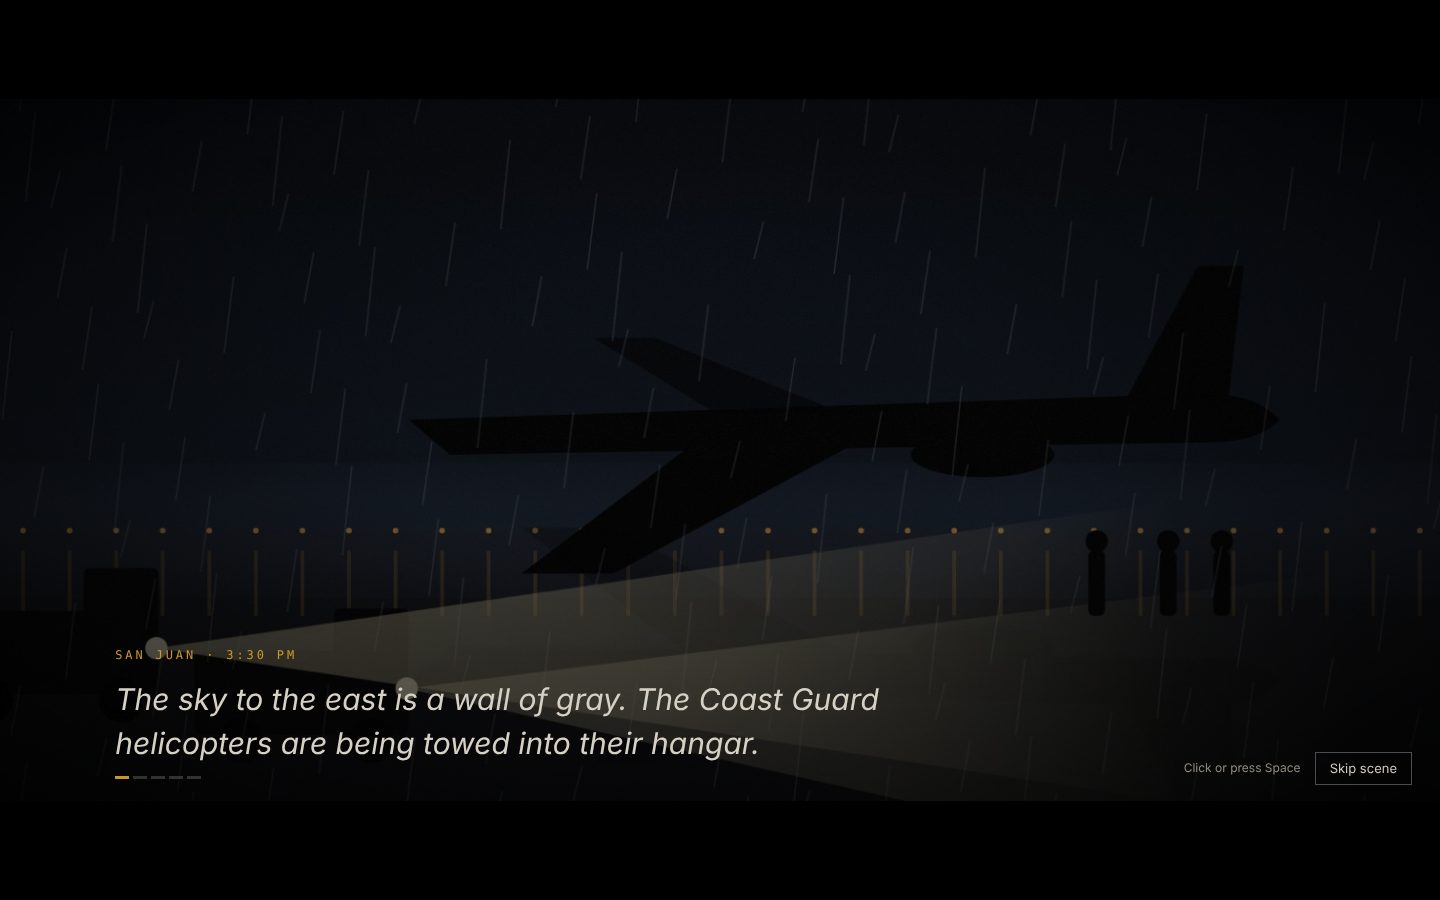 SAN JUAN · 3:30 PM
The sky to the east is a wall of gray. The Coast Guard
helicopters are being towed into their hangar.
Click or press Space
Skip scene